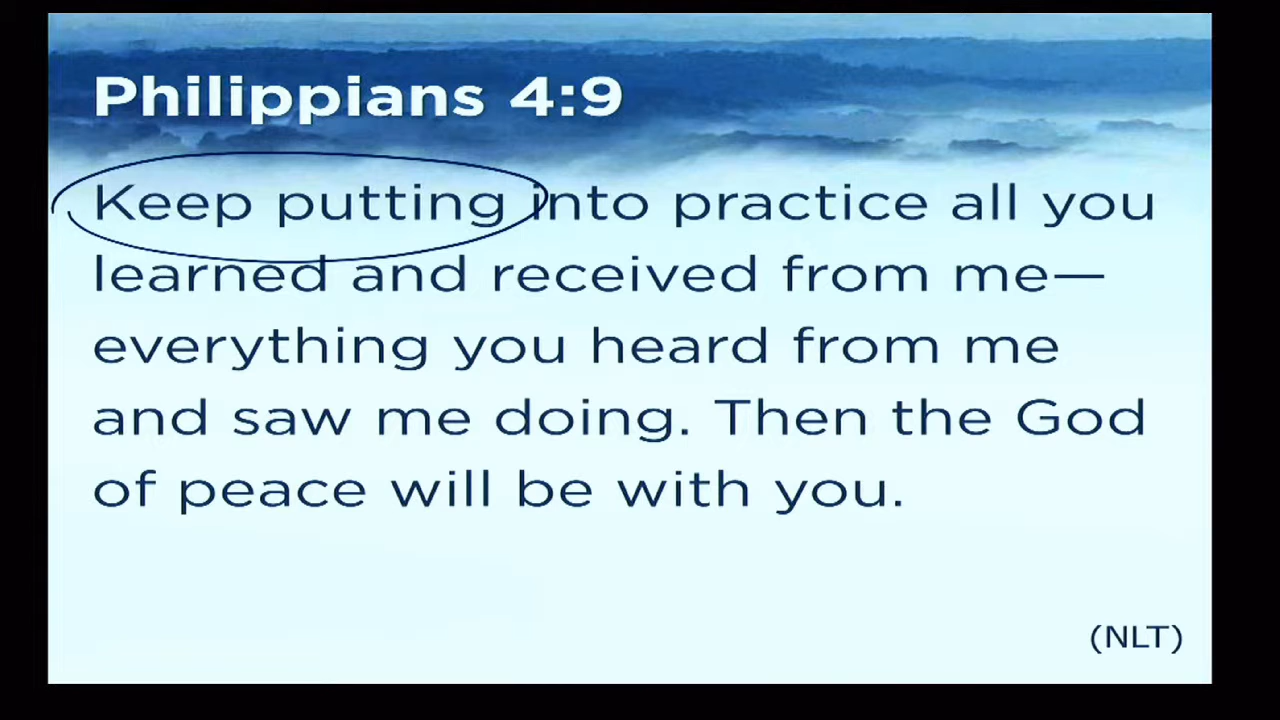 Philippians 4:9
Keep putting into practice all you
learned and received from me—
everything you heard from me
and saw me doing. Then the God
of peace will be with you.
(NLT)